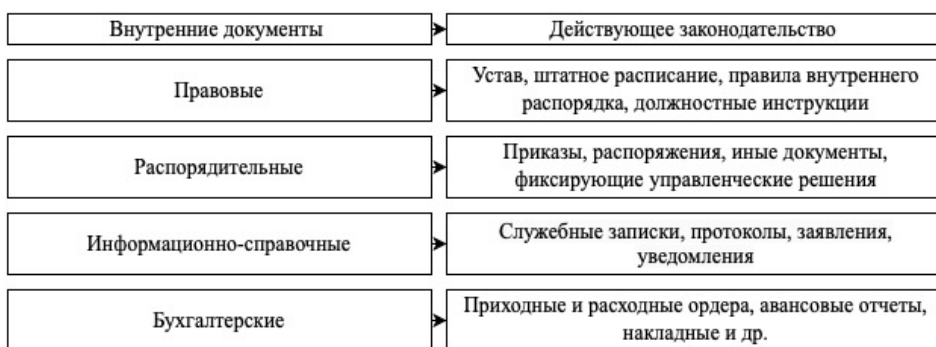 Внутренние документы
Действующее законодательство
Правовые
Устав, штатное расписание, правила внутреннего
распорядка, должностные инструкции
Распорядительные
Приказы, распоряжения, иные документы,
фиксирующие управленческие решения
Информационно-справочные
Служебные записки, протоколы, заявления,
уведомления
Бухгалтерские
Приходные и расходные ордера, авансовые отчеты,
накладные и др.